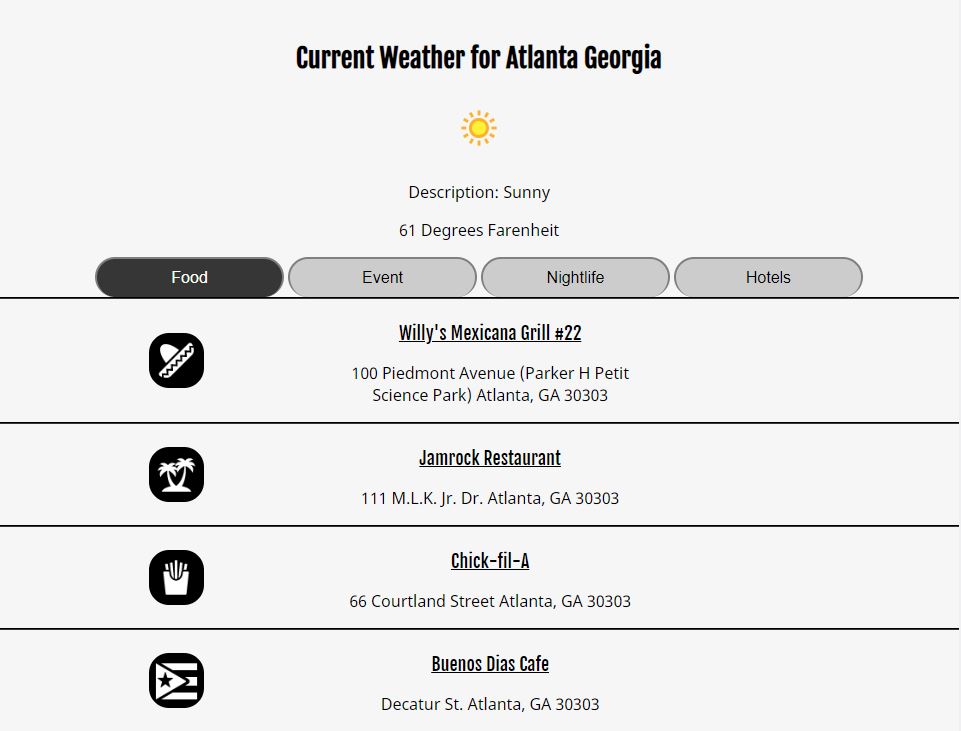 Current Weather for Atlanta Georgia
Description: Sunny
61 Degrees Farenheit
Food
Event
Nightlife
Hotels
Willy's Mexicana Grill #22
100 Piedmont Avenue (Parker H Petit
Science Park) Atlanta, GA 30303
Jamrock Restaurant
111 M.L.K. Jr. Dr. Atlanta, GA 30303
Chick-fil-A
66 Courtland Street Atlanta, GA 30303
Buenos Dias Cafe
Decatur St. Atlanta, GA 30303